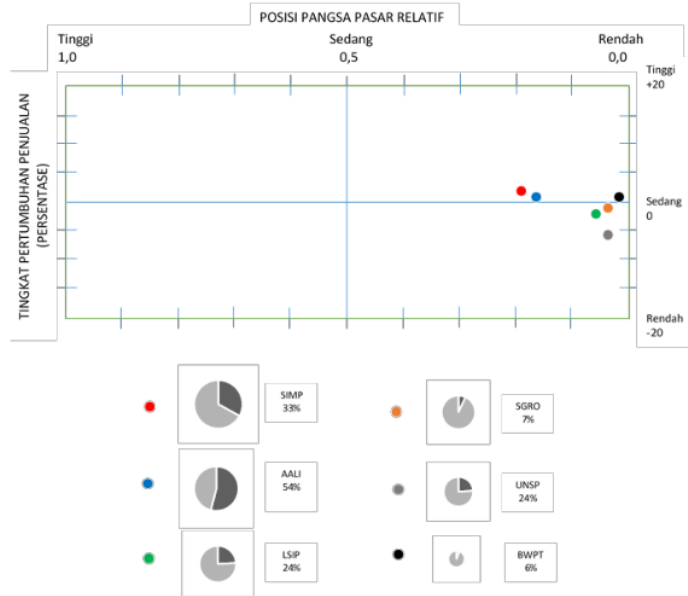 POSISI PANGSA PASAR RELATIF
Tinggi
1,0
Sedang
0,5
Rendah
0,0
TINGKAT PERTUMBUHAN PENJUALAN
(PERSENTASE)
Tinggi
+20
Sedang
0
Rendah
-20
SIMP
33%
SGRO
7%
AALI
54%
UNSP
24%
LSIP
24%
BWPT
6%